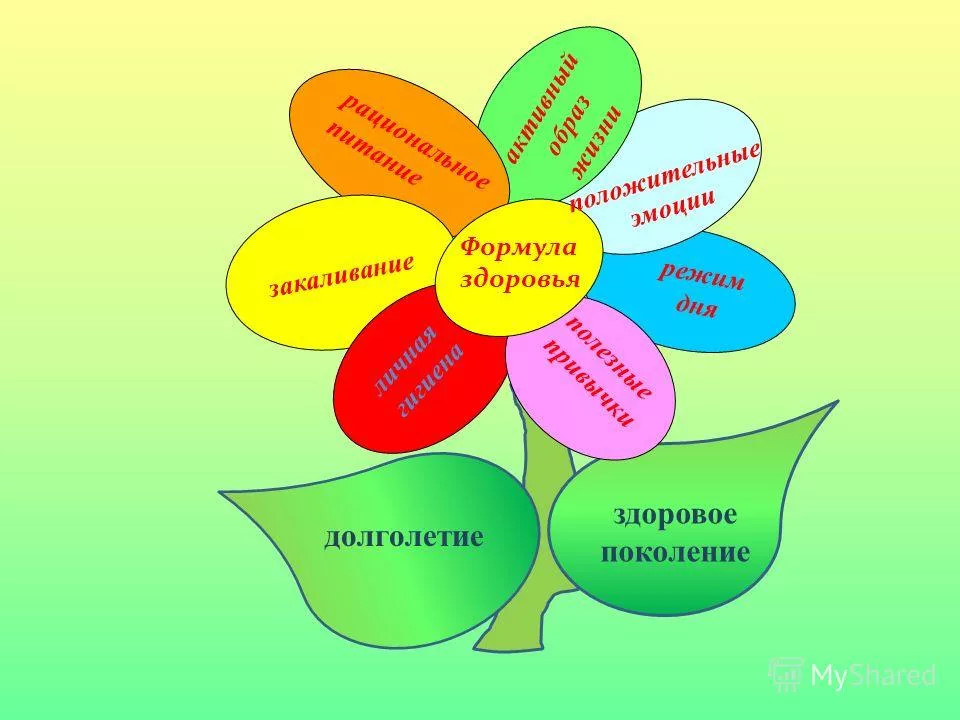 активный
образ
жизни
рациональное
питание
положительные
эмоции
Формула
здоровья
закаливание
режим
дня
личная
гигиена
полезные
привычки
долголетие
здоровое
поколение
MyShared